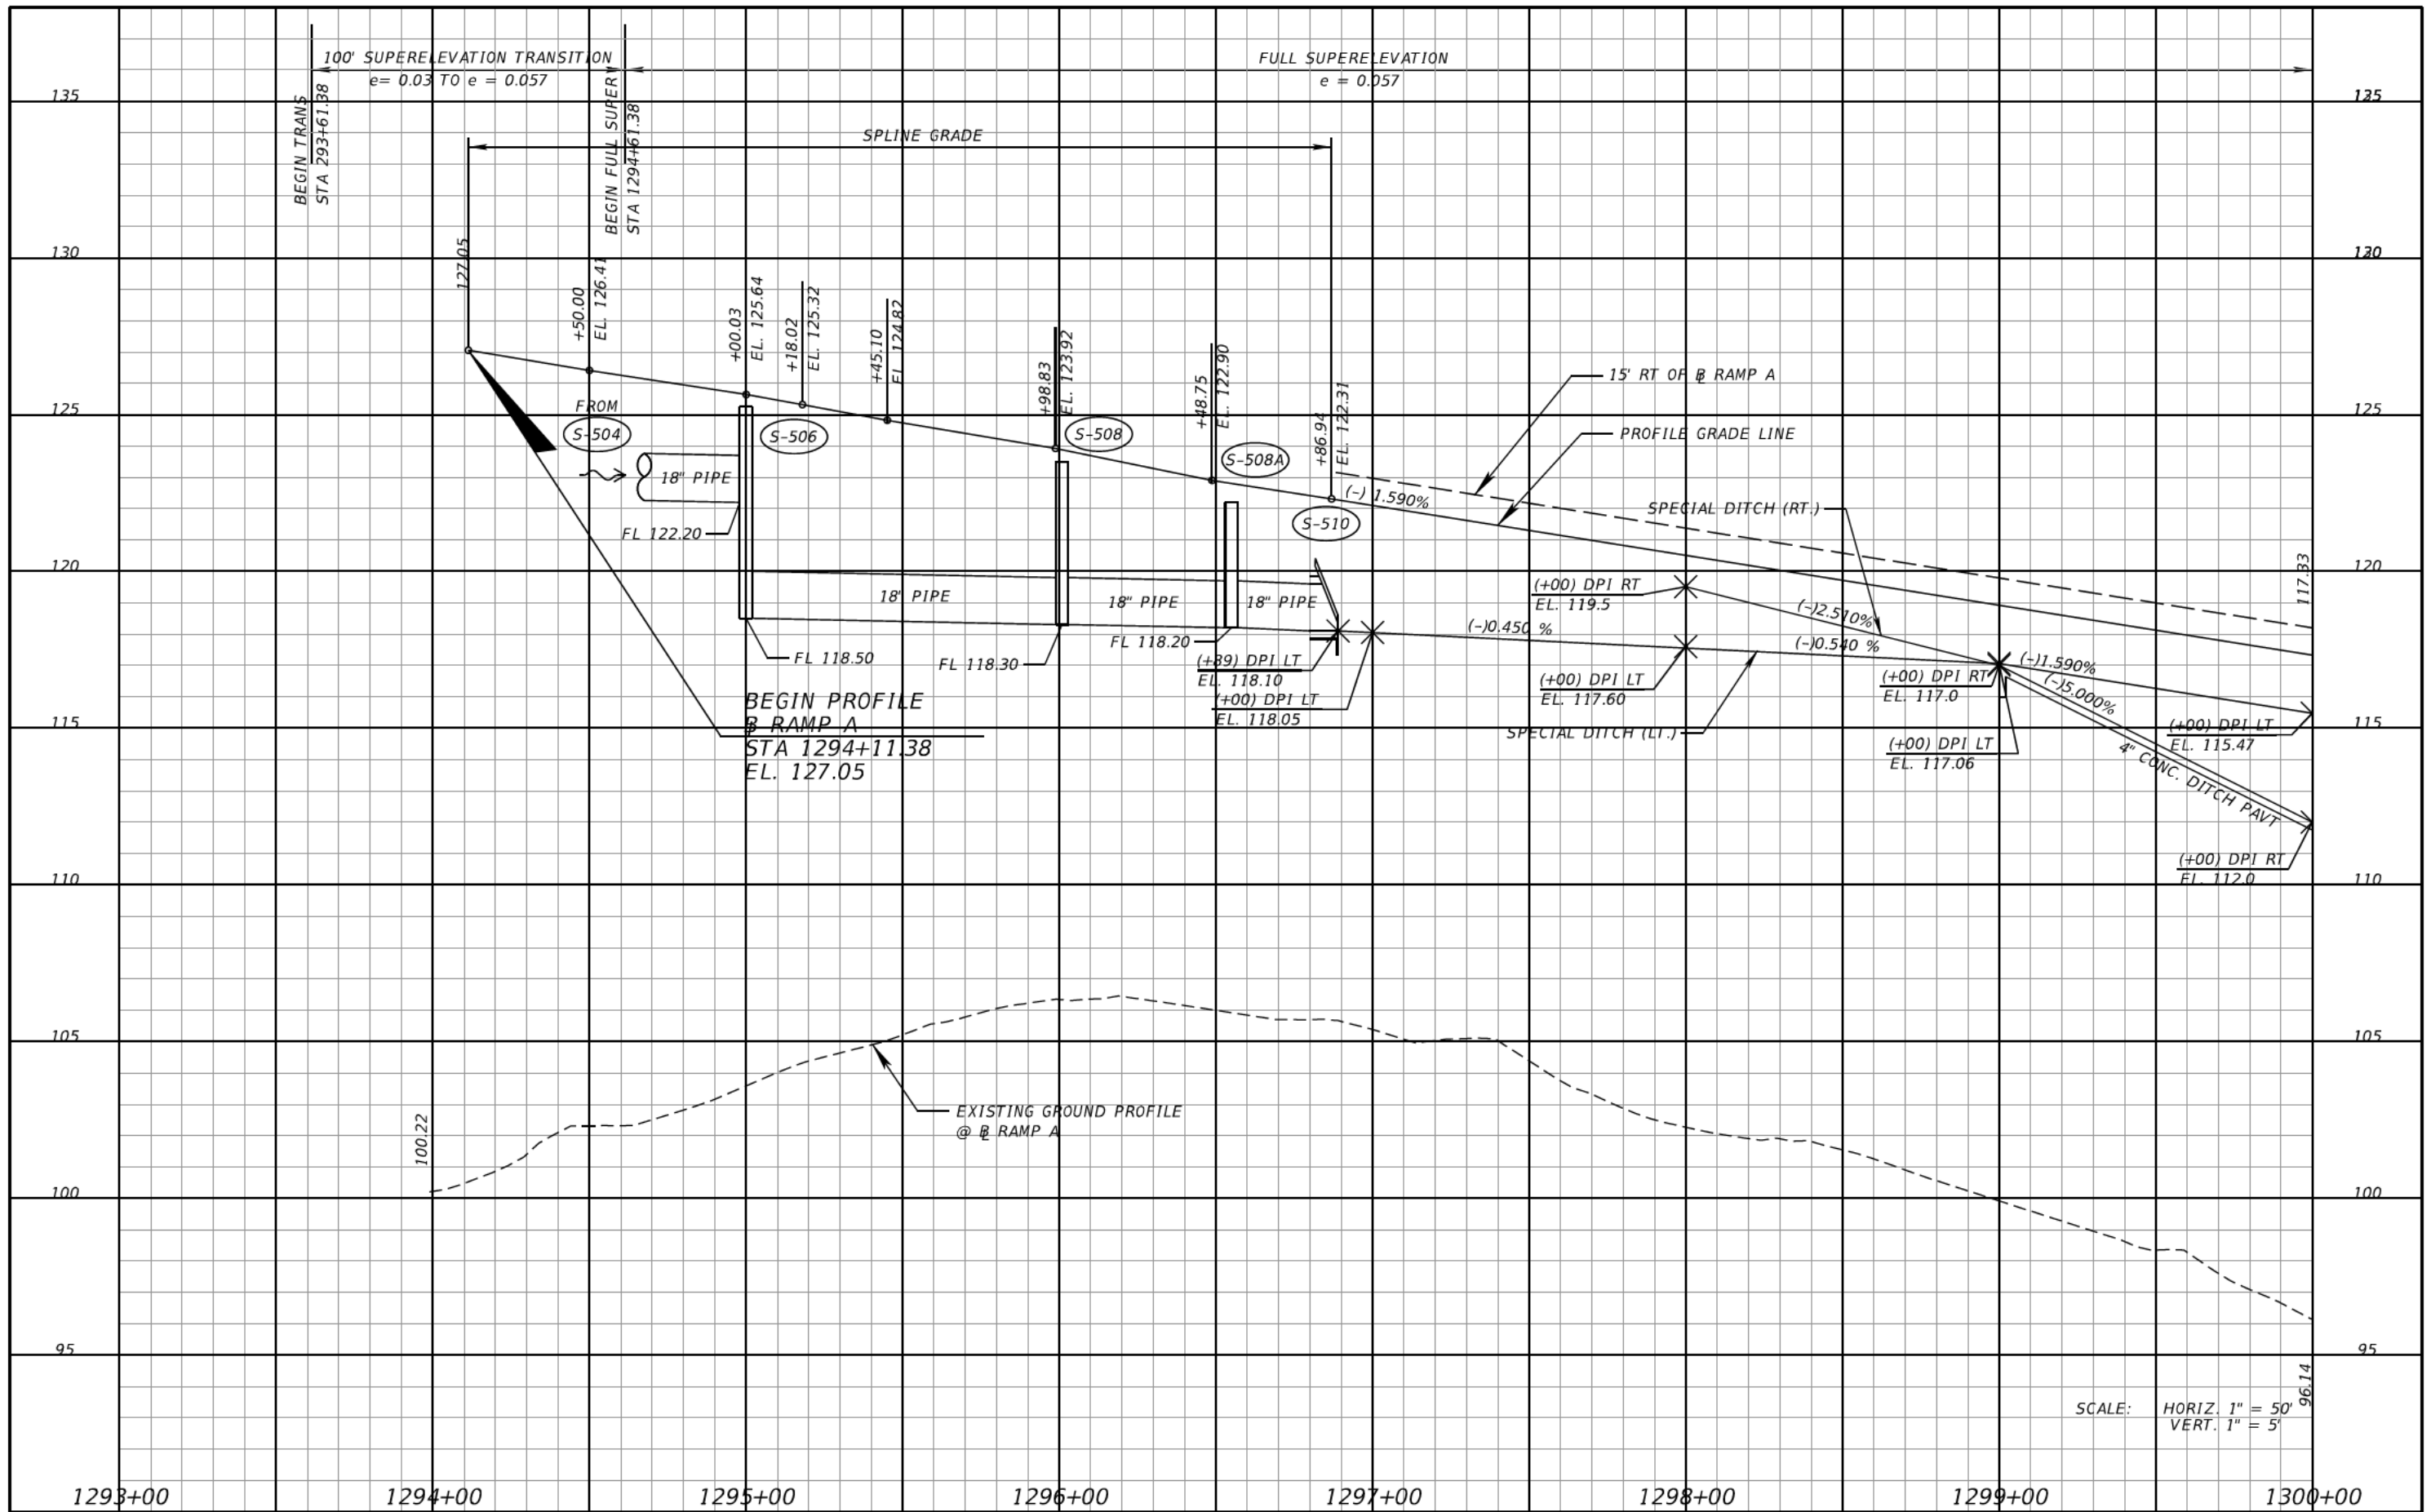 100' SUPERELEVATION TRANSITION
e= 0.03 TO e = 0.057
FULL SUPERELEVATION
e = 0.057
BEGIN TRANS
STA 293+61.38
BEGIN FULL SUPER
STA 1294+61.38
SPLINE GRADE
135
130
125
120
115
110
105
100
95
127.05
+50.00
EL. 126.41
+00.03
EL. 125.64
+18.02
EL. 125.32
+45.10
EL. 124.82
+98.83
EL. 123.92
+48.75
EL. 122.90
+86.94
EL. 122.31
FROM
S-504
S-506
S-508
S-508A
S-510
18" PIPE
FL 122.20
18" PIPE
18" PIPE
18" PIPE
FL 118.50
FL 118.30
FL 118.20
(-) 1.590%
15' RT OF BL RAMP A
PROFILE GRADE LINE
SPECIAL DITCH (RT.)
117.33
(+00) DPI RT
EL. 119.5
(-)2.510%
(-)0.450 %
(-)0.540 %
(+89) DPI LT
EL. 118.10
(+00) DPI LT
EL. 118.05
(+00) DPI LT
EL. 117.60
SPECIAL DITCH (LT.)
(+00) DPI RT
EL. 117.0
(+00) DPI LT
EL. 117.06
(-)1.590%
(-)5.000%
4" CONC. DITCH PAVT
(+00) DPI LT
EL. 115.47
(+00) DPI RT
EL. 112.0
BEGIN PROFILE
BL RAMP A
STA 1294+11.38
EL. 127.05
100.22
EXISTING GROUND PROFILE
@ BL RAMP A
96.14
125
120
115
110
105
100
95
SCALE: HORIZ. 1" = 50'
VERT. 1" = 5'
1293+00 1294+00 1295+00 1296+00 1297+00 1298+00 1299+00 1300+00